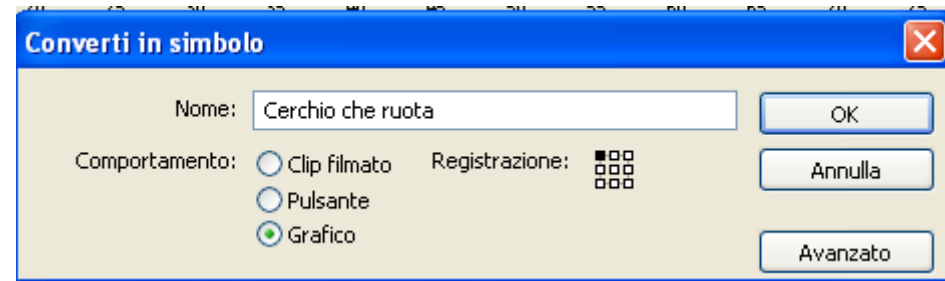 Converti in simbolo
Nome: Cerchio che ruota OK
Comportamento: Clip filmato Registrazione: Annulla
Pulsante
Grafico
Avanzato